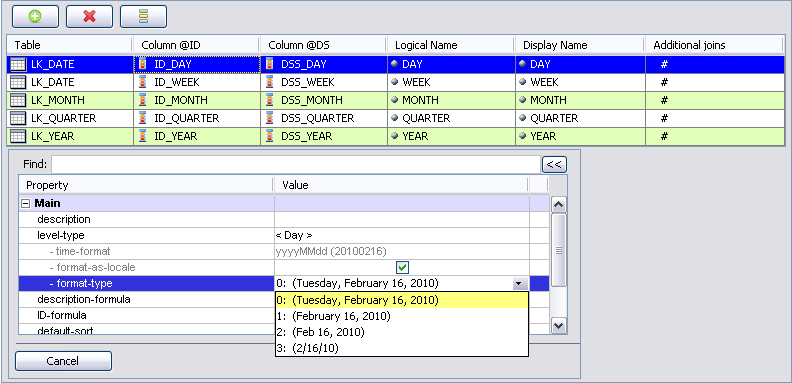 Table Column @ID Column @DS Logical Name Display Name Additional joins
LK_DATE ID_DAY DSS_DAY DAY DAY #
LK_DATE ID_WEEK DSS_WEEK WEEK WEEK #
LK_MONTH ID_MONTH DSS_MONTH MONTH MONTH #
LK_QUARTER ID_QUARTER DSS_QUARTER QUARTER QUARTER #
LK_YEAR ID_YEAR DSS_YEAR YEAR YEAR #
Find: <<
Property Value
Main
description
level-type < Day >
- time-format yyyyMMdd (20100216)
- format-as-locale
- format-type 0: (Tuesday, February 16, 2010)
description-formula 0: (Tuesday, February 16, 2010)
ID-formula 1: (February 16, 2010)
default-sort 2: (Feb 16, 2010)
3: (2/16/10)
Cancel